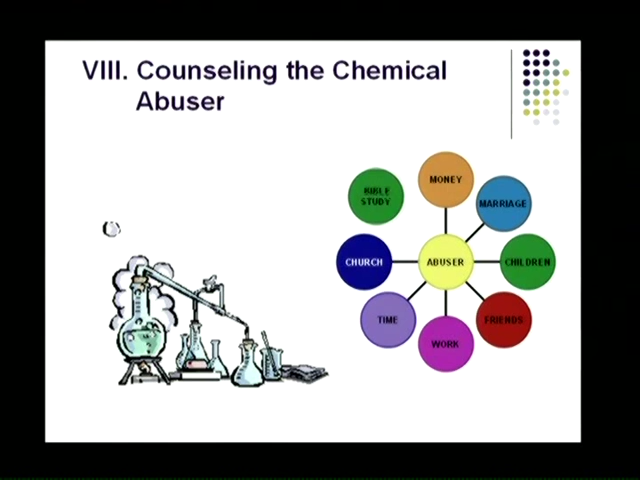 VIII. Counseling the Chemical
Abuser
MONEY
BIBLE
STUDY
MARRIAGE
CHURCH
ABUSER
CHILDREN
TIME
FRIENDS
WORK